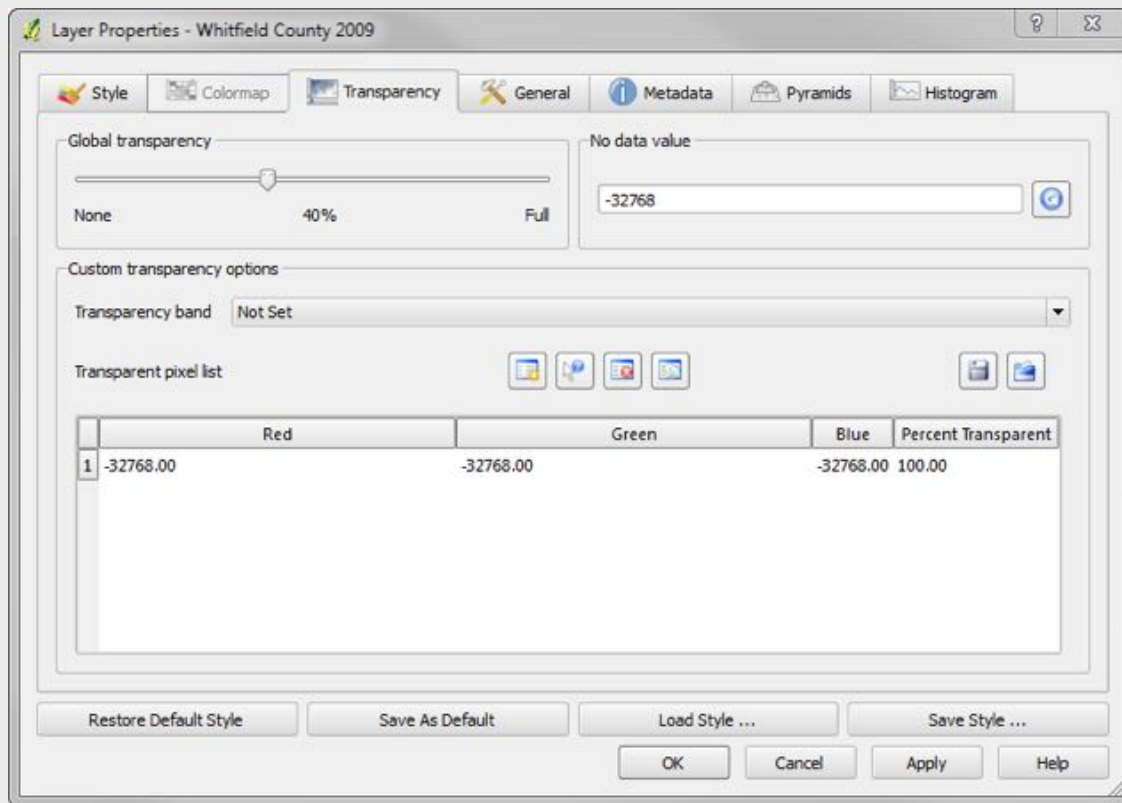 Layer Properties - Whitfield County 2009
Style Colormap Transparency General Metadata Pyramids Histogram
Global transparency
None 40% Full
No data value
-32768
Custom transparency options
Transparency band Not Set
Transparent pixel list
Red Green Blue Percent Transparent
1 -32768.00 -32768.00 -32768.00 100.00
Restore Default Style Save As Default Load Style ... Save Style ...
OK Cancel Apply Help